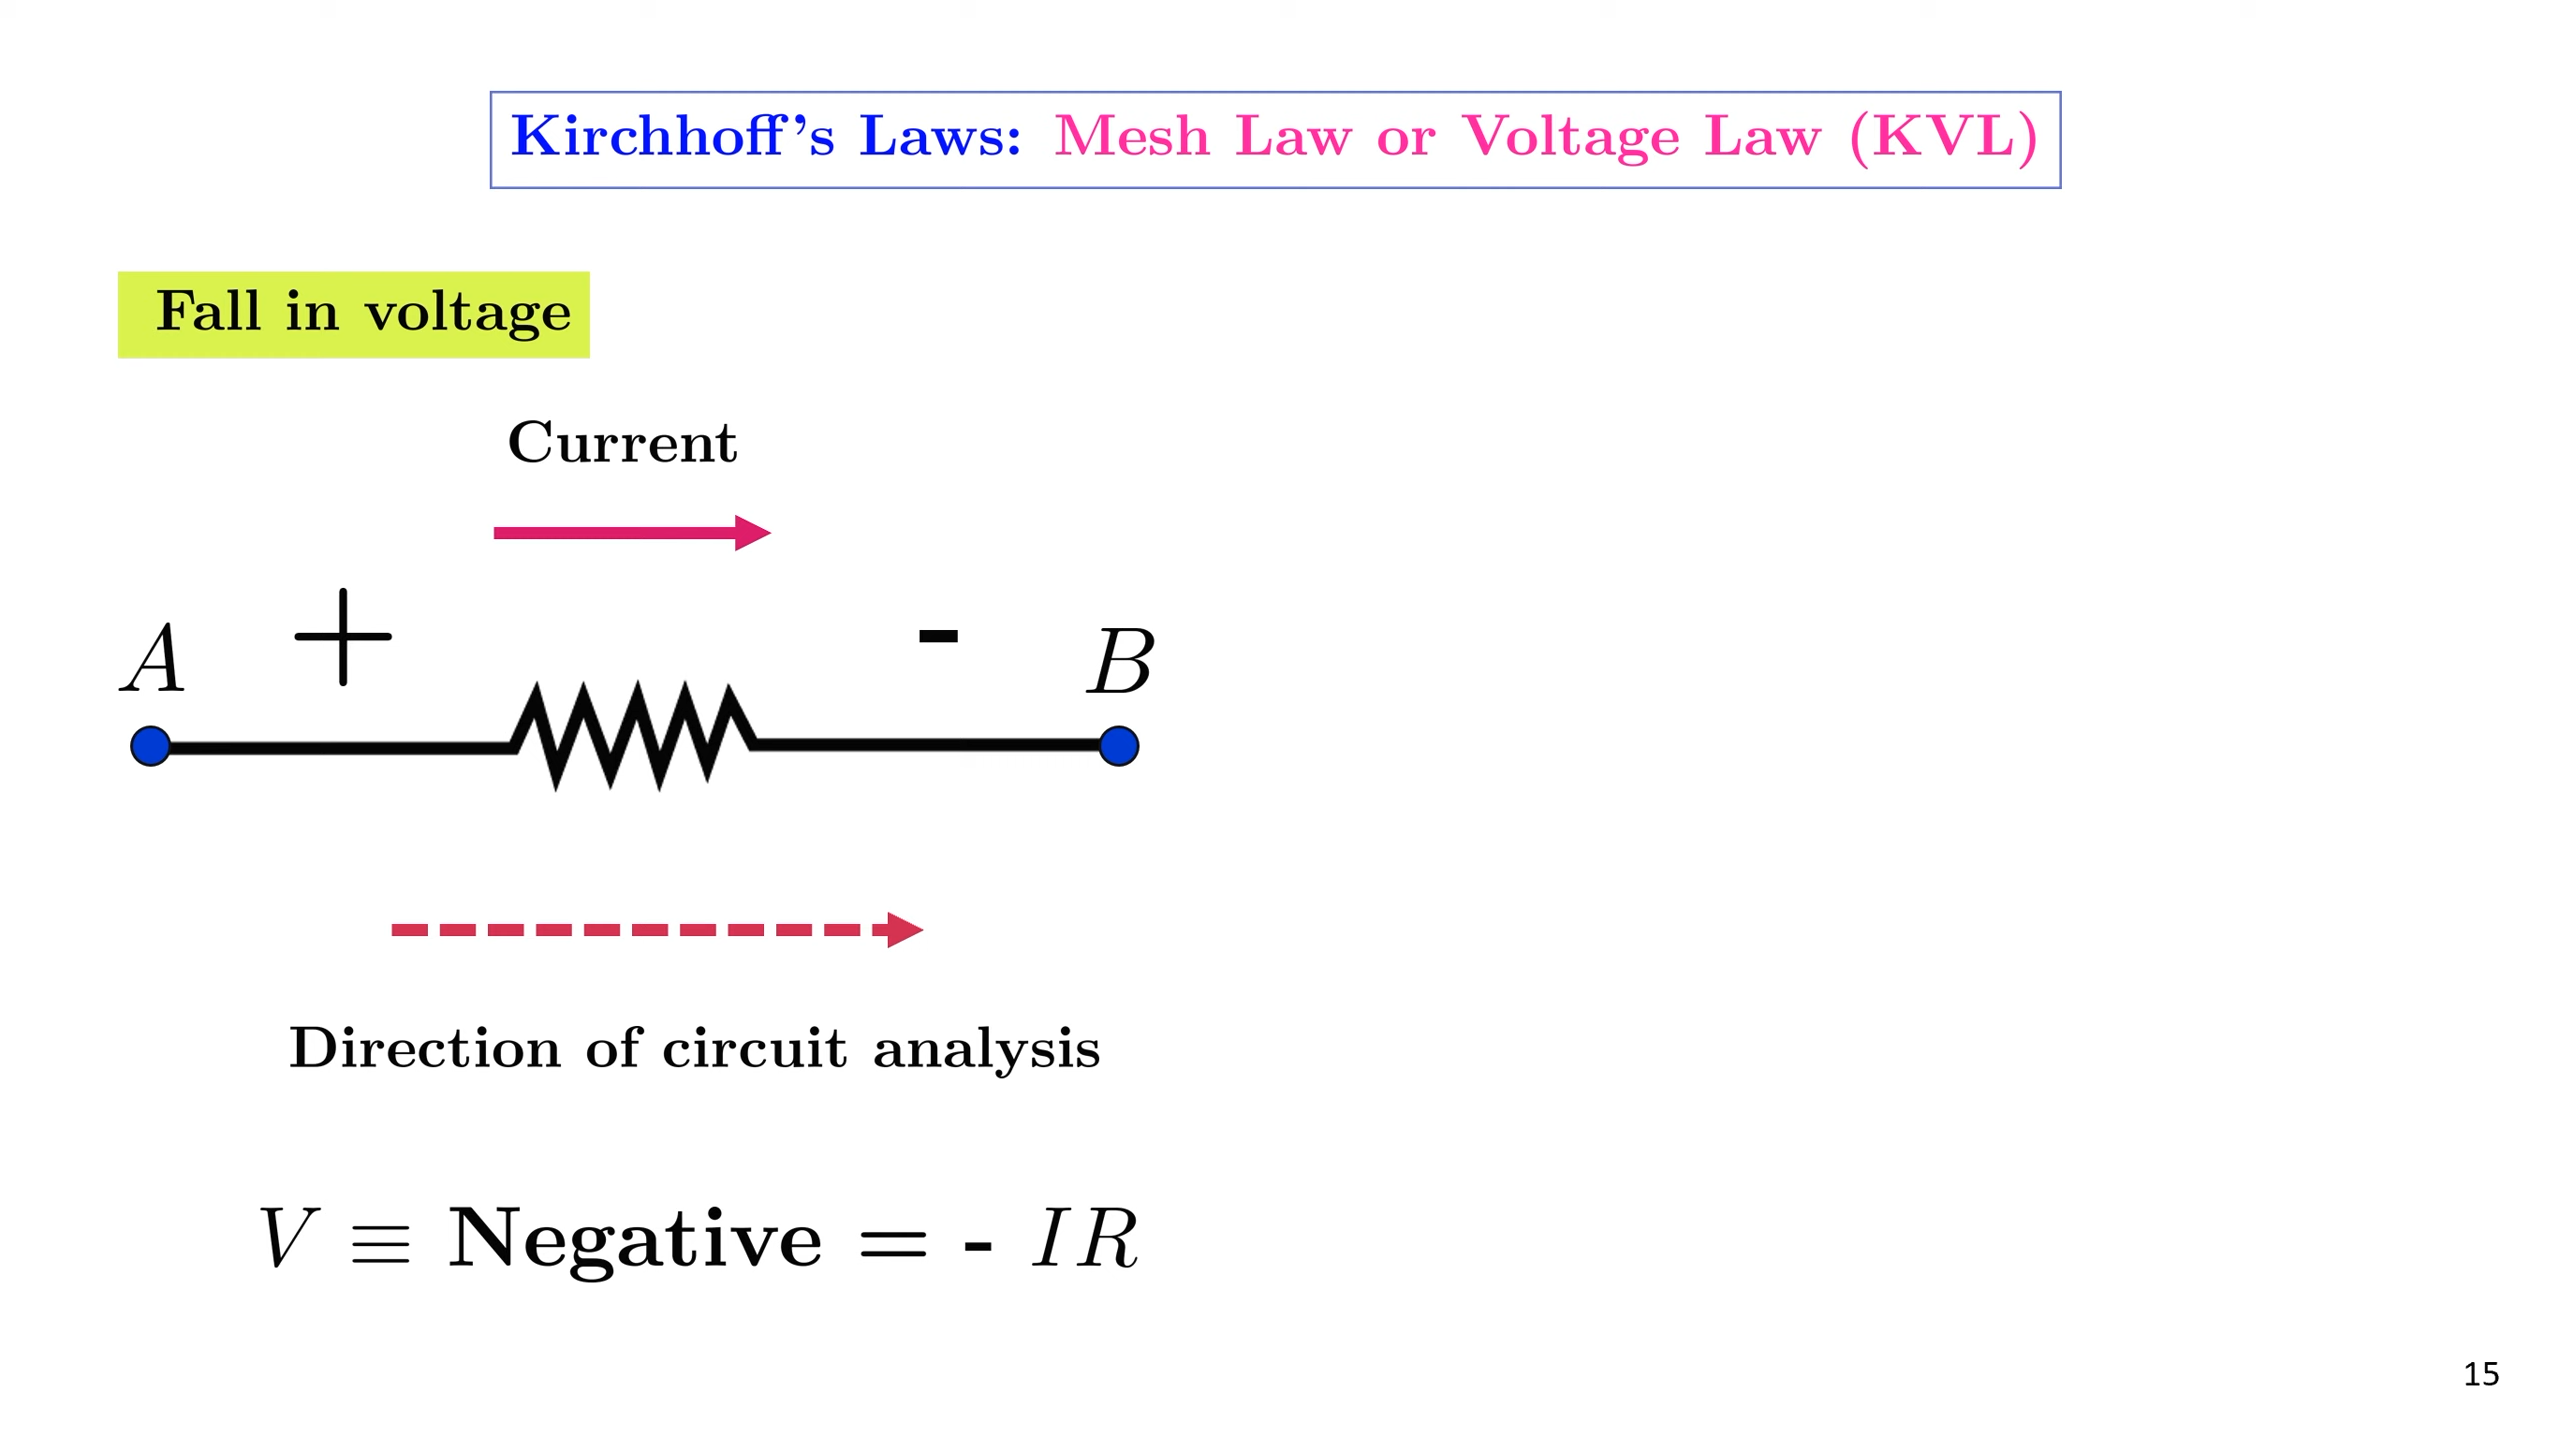 Kirchhoff's Laws: Mesh Law or Voltage Law (KVL)
Fall in voltage
Current
+ -
A B
Direction of circuit analysis
V ≡ Negative = - IR
15